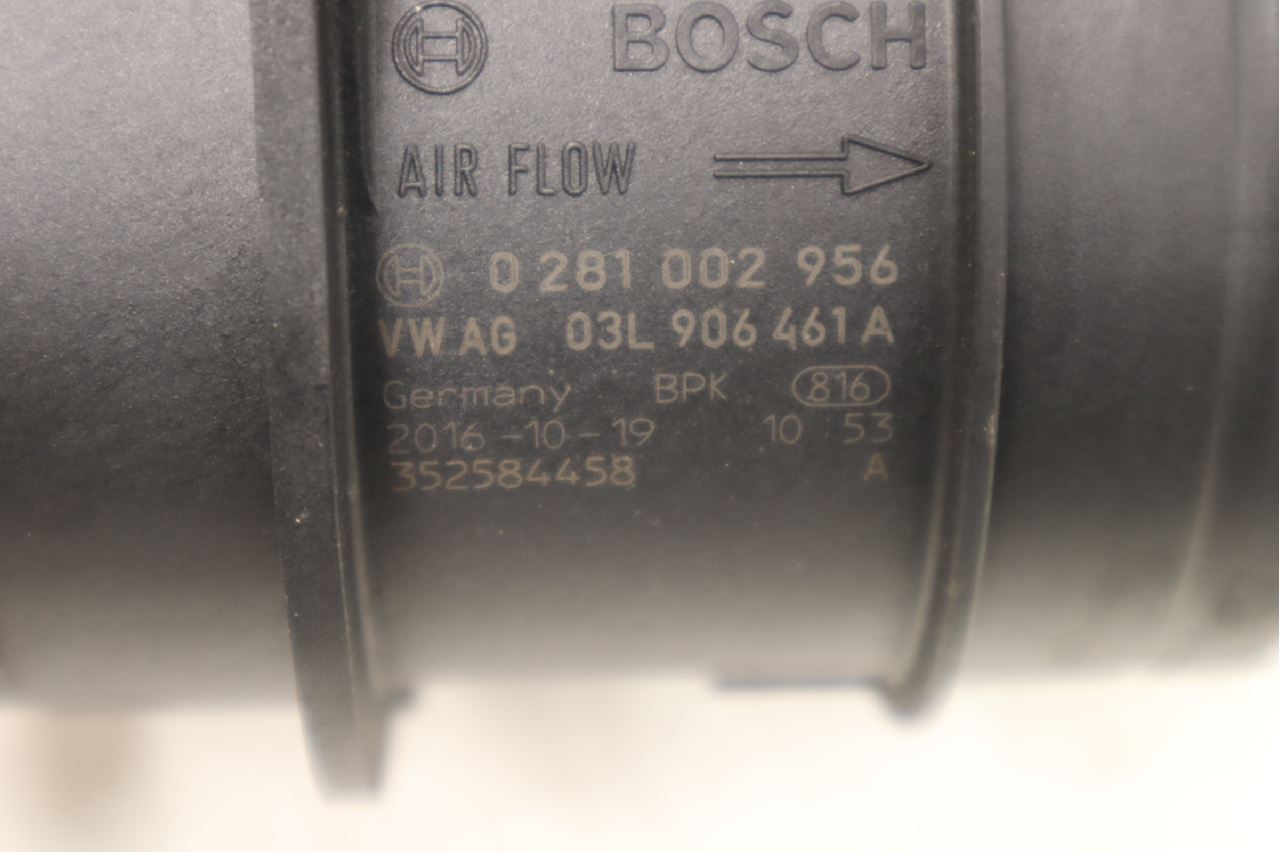 BOSCH
AIR FLOW
0 281 002 956
VW AG 03L 906 461 A
Germany BPK 816
2016-10-19 10:53
352584458 A